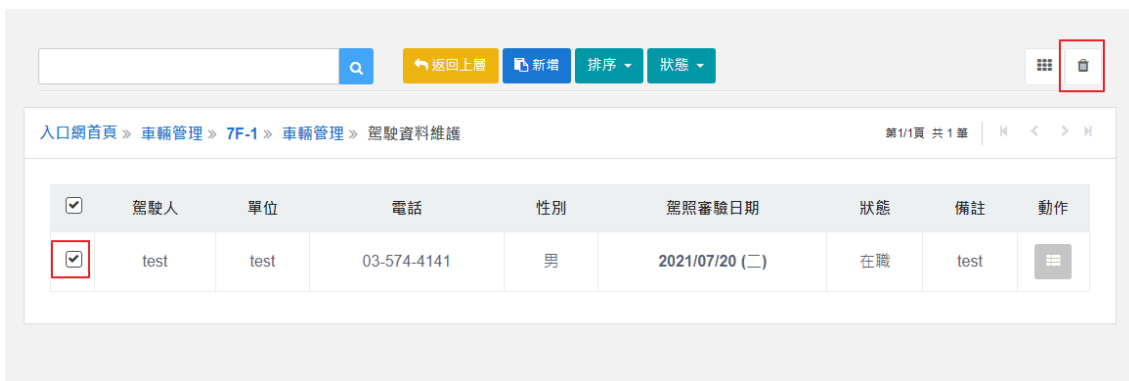 返回上層 新增 排序 狀態
入口網首頁 » 車輛管理 » 7F-1 » 車輛管理 » 駕駛資料維護 第1/1頁 共 1 筆
駕駛人 單位 電話 性別 駕照審驗日期 狀態 備註 動作
test test 03-574-4141 男 2021/07/20 (二) 在職 test